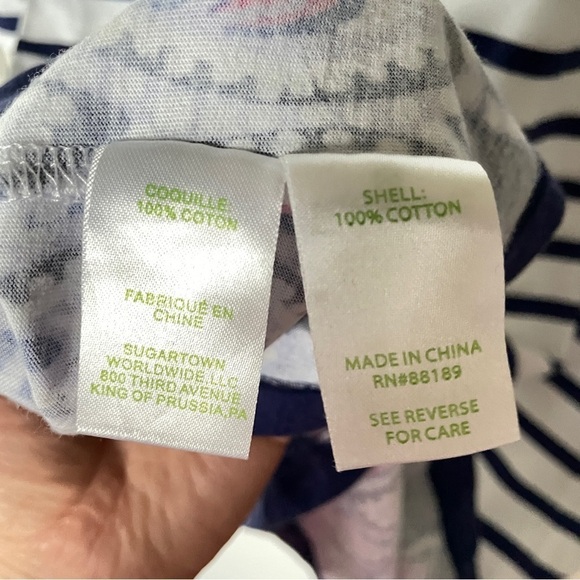 COQUILLE:
100% COTON
FABRIQUÉ EN
CHINE
SUGARTOWN
WORLDWIDE LLC
800 THIRD AVENUE
KING OF PRUSSIA,PA
SHELL:
100% COTTON
MADE IN CHINA
RN#88189
SEE REVERSE
FOR CARE